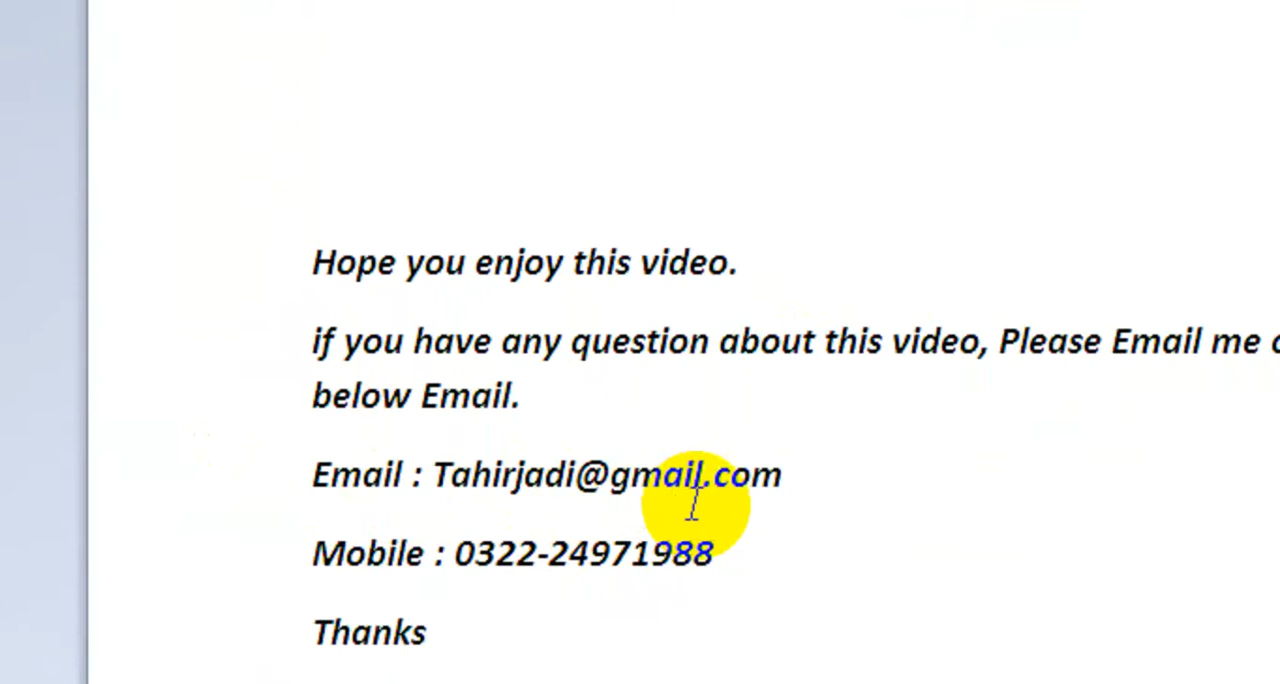 Hope you enjoy this video.
if you have any question about this video, Please Email me
below Email.
Email : Tahirjadi@gmail.com
Mobile : 0322-24971988
Thanks